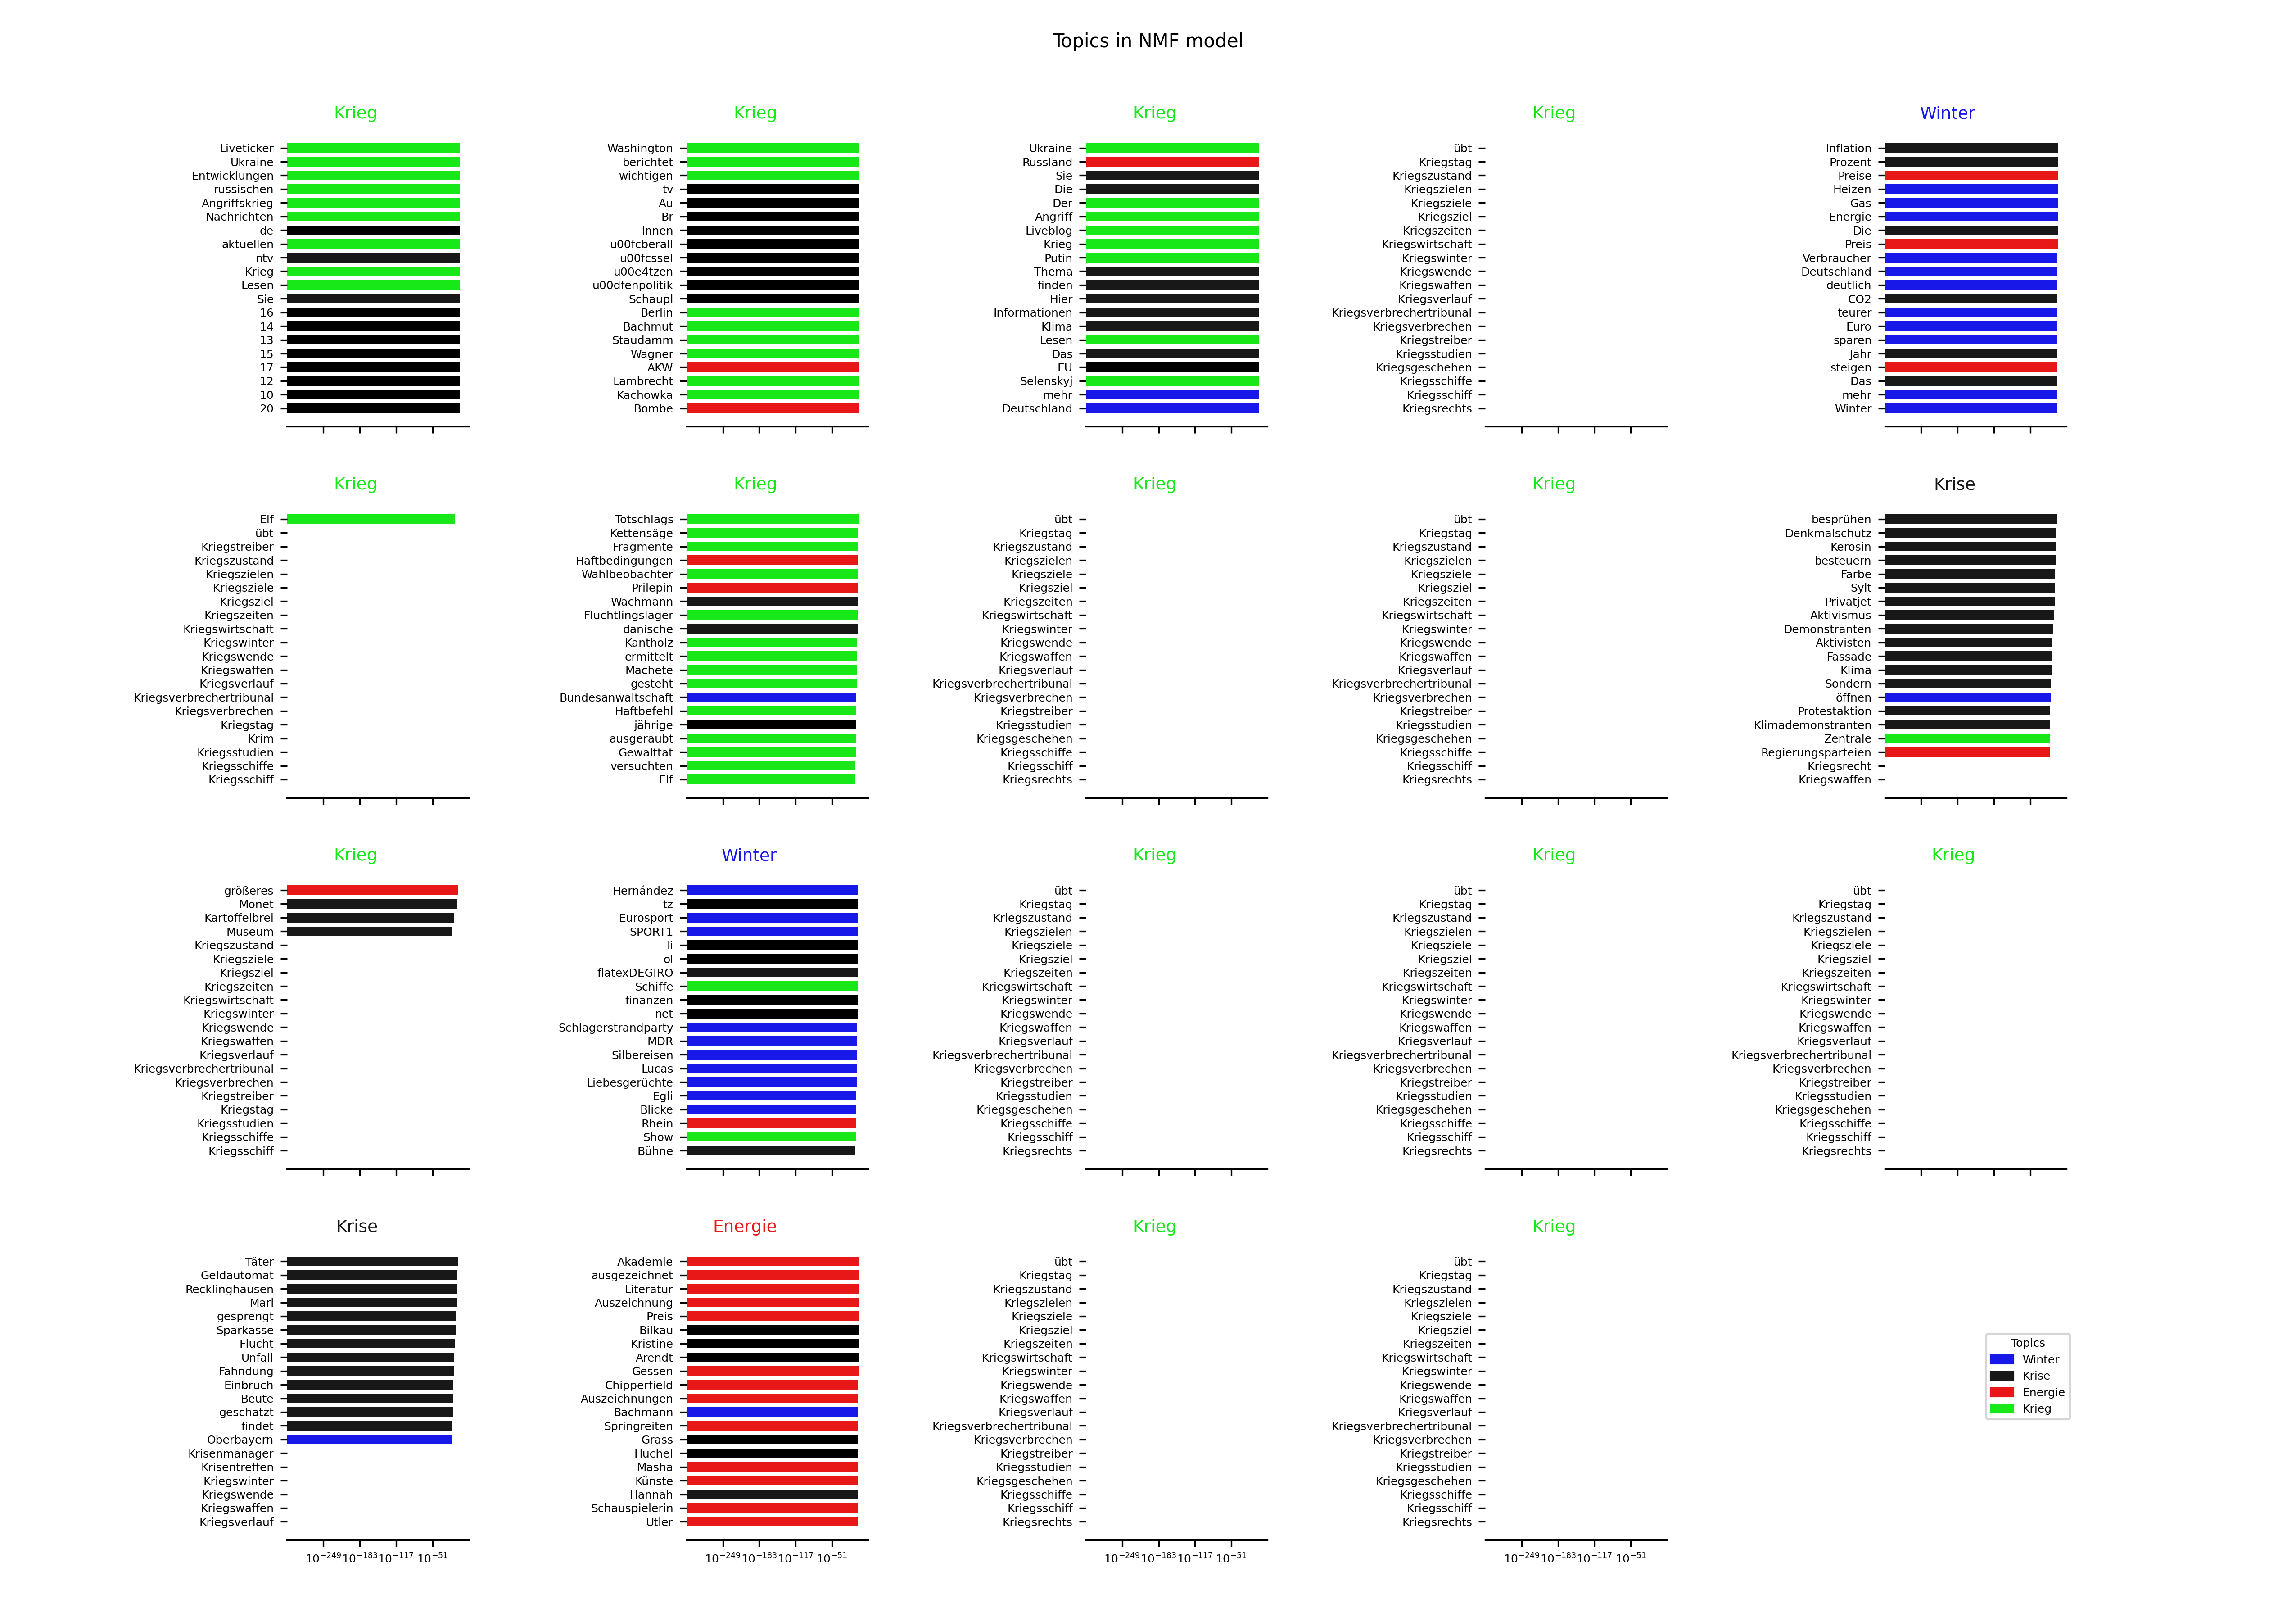 Topics in NMF model
Krieg
Liveticker
Ukraine
Entwicklungen
russischen
Angriffskrieg
Nachrichten
de
aktuellen
ntv
Krieg
Lesen
Sie
16
14
13
15
17
12
10
20
Krieg
Washington
berichtet
wichtigen
tv
Au
Br
Innen
u00fcberall
u00fcssel
u00e4tzen
u00dfenpolitik
Schaupl
Berlin
Bachmut
Staudamm
Wagner
AKW
Lambrecht
Kachowka
Bombe
Krieg
Ukraine
Russland
Sie
Die
Der
Angriff
Liveblog
Krieg
Putin
Thema
finden
Hier
Informationen
Klima
Lesen
Das
EU
Selenskyj
mehr
Deutschland
Krieg
übt
Kriegstag
Kriegszustand
Kriegszielen
Kriegsziele
Kriegsziel
Kriegszeiten
Kriegswirtschaft
Kriegswinter
Kriegswende
Kriegswaffen
Kriegsverlauf
Kriegsverbrechertribunal
Kriegsverbrechen
Kriegstreiber
Kriegsstudien
Kriegsgeschehen
Kriegsschiffe
Kriegsschiff
Kriegsrechts
Winter
Inflation
Prozent
Preise
Heizen
Gas
Energie
Die
Preis
Verbraucher
Deutschland
deutlich
CO2
teurer
Euro
sparen
Jahr
steigen
Das
mehr
Winter
Krieg
Elf
übt
Kriegstreiber
Kriegszustand
Kriegszielen
Kriegsziele
Kriegsziel
Kriegszeiten
Kriegswirtschaft
Kriegswinter
Kriegswende
Kriegswaffen
Kriegsverlauf
Kriegsverbrechertribunal
Kriegsverbrechen
Kriegstag
Krim
Kriegsstudien
Kriegsschiffe
Kriegsschiff
Krieg
Totschlags
Kettensäge
Fragmente
Haftbedingungen
Wahlbeobachter
Prilepin
Wachmann
Flüchtlingslager
dänische
Kantholz
ermittelt
Machete
gesteht
Bundesanwaltschaft
Haftbefehl
jährige
ausgeraubt
Gewalttat
versuchten
Elf
Krieg
übt
Kriegstag
Kriegszustand
Kriegszielen
Kriegsziele
Kriegsziel
Kriegszeiten
Kriegswirtschaft
Kriegswinter
Kriegswende
Kriegswaffen
Kriegsverlauf
Kriegsverbrechertribunal
Kriegsverbrechen
Kriegstreiber
Kriegsstudien
Kriegsgeschehen
Kriegsschiffe
Kriegsschiff
Kriegsrechts
Krieg
übt
Kriegstag
Kriegszustand
Kriegszielen
Kriegsziele
Kriegsziel
Kriegszeiten
Kriegswirtschaft
Kriegswinter
Kriegswende
Kriegswaffen
Kriegsverlauf
Kriegsverbrechertribunal
Kriegsverbrechen
Kriegstreiber
Kriegsstudien
Kriegsgeschehen
Kriegsschiffe
Kriegsschiff
Kriegsrechts
Krise
besprühen
Denkmalschutz
Kerosin
besteuern
Farbe
Sylt
Privatjet
Aktivismus
Demonstranten
Aktivisten
Fassade
Klima
Sondern
öffnen
Protestaktion
Klimademonstranten
Zentrale
Regierungsparteien
Kriegsrecht
Kriegswaffen
Krieg
größeres
Monet
Kartoffelbrei
Museum
Kriegszustand
Kriegsziele
Kriegsziel
Kriegszeiten
Kriegswirtschaft
Kriegswinter
Kriegswende
Kriegswaffen
Kriegsverlauf
Kriegsverbrechertribunal
Kriegsverbrechen
Kriegstreiber
Kriegstag
Kriegsstudien
Kriegsschiffe
Kriegsschiff
Winter
Hernández
tz
Eurosport
SPORT1
li
ol
flatexDEGIRO
Schiffe
finanzen
net
Schlagerstrandparty
MDR
Silbereisen
Lucas
Liebesgerüchte
Egli
Blicke
Rhein
Show
Bühne
Krieg
übt
Kriegstag
Kriegszustand
Kriegszielen
Kriegsziele
Kriegsziel
Kriegszeiten
Kriegswirtschaft
Kriegswinter
Kriegswende
Kriegswaffen
Kriegsverlauf
Kriegsverbrechertribunal
Kriegsverbrechen
Kriegstreiber
Kriegsstudien
Kriegsgeschehen
Kriegsschiffe
Kriegsschiff
Kriegsrechts
Krieg
übt
Kriegstag
Kriegszustand
Kriegszielen
Kriegsziele
Kriegsziel
Kriegszeiten
Kriegswirtschaft
Kriegswinter
Kriegswende
Kriegswaffen
Kriegsverlauf
Kriegsverbrechertribunal
Kriegsverbrechen
Kriegstreiber
Kriegsstudien
Kriegsgeschehen
Kriegsschiffe
Kriegsschiff
Kriegsrechts
Krieg
übt
Kriegstag
Kriegszustand
Kriegszielen
Kriegsziele
Kriegsziel
Kriegszeiten
Kriegswirtschaft
Kriegswinter
Kriegswende
Kriegswaffen
Kriegsverlauf
Kriegsverbrechertribunal
Kriegsverbrechen
Kriegstreiber
Kriegsstudien
Kriegsgeschehen
Kriegsschiffe
Kriegsschiff
Kriegsrechts
Krise
Täter
Geldautomat
Recklinghausen
Marl
gesprengt
Sparkasse
Flucht
Unfall
Fahndung
Einbruch
Beute
geschätzt
findet
Oberbayern
Krisenmanager
Krisentreffen
Kriegswinter
Kriegswende
Kriegswaffen
Kriegsverlauf
10⁻²⁴⁹ 10⁻¹⁸³ 10⁻¹¹⁷ 10⁻⁵¹
Energie
Akademie
ausgezeichnet
Literatur
Auszeichnung
Preis
Bilkau
Kristine
Arendt
Gessen
Chipperfield
Auszeichnungen
Bachmann
Springreiten
Grass
Huchel
Masha
Künste
Hannah
Schauspielerin
Utler
10⁻²⁴⁹ 10⁻¹⁸³ 10⁻¹¹⁷ 10⁻⁵¹
Krieg
übt
Kriegstag
Kriegszustand
Kriegszielen
Kriegsziele
Kriegsziel
Kriegszeiten
Kriegswirtschaft
Kriegswinter
Kriegswende
Kriegswaffen
Kriegsverlauf
Kriegsverbrechertribunal
Kriegsverbrechen
Kriegstreiber
Kriegsstudien
Kriegsgeschehen
Kriegsschiffe
Kriegsschiff
Kriegsrechts
10⁻²⁴⁹ 10⁻¹⁸³ 10⁻¹¹⁷ 10⁻⁵¹
Krieg
übt
Kriegstag
Kriegszustand
Kriegszielen
Kriegsziele
Kriegsziel
Kriegszeiten
Kriegswirtschaft
Kriegswinter
Kriegswende
Kriegswaffen
Kriegsverlauf
Kriegsverbrechertribunal
Kriegsverbrechen
Kriegstreiber
Kriegsstudien
Kriegsgeschehen
Kriegsschiffe
Kriegsschiff
Kriegsrechts
10⁻²⁴⁹ 10⁻¹⁸³ 10⁻¹¹⁷ 10⁻⁵¹
Topics
Winter
Krise
Energie
Krieg